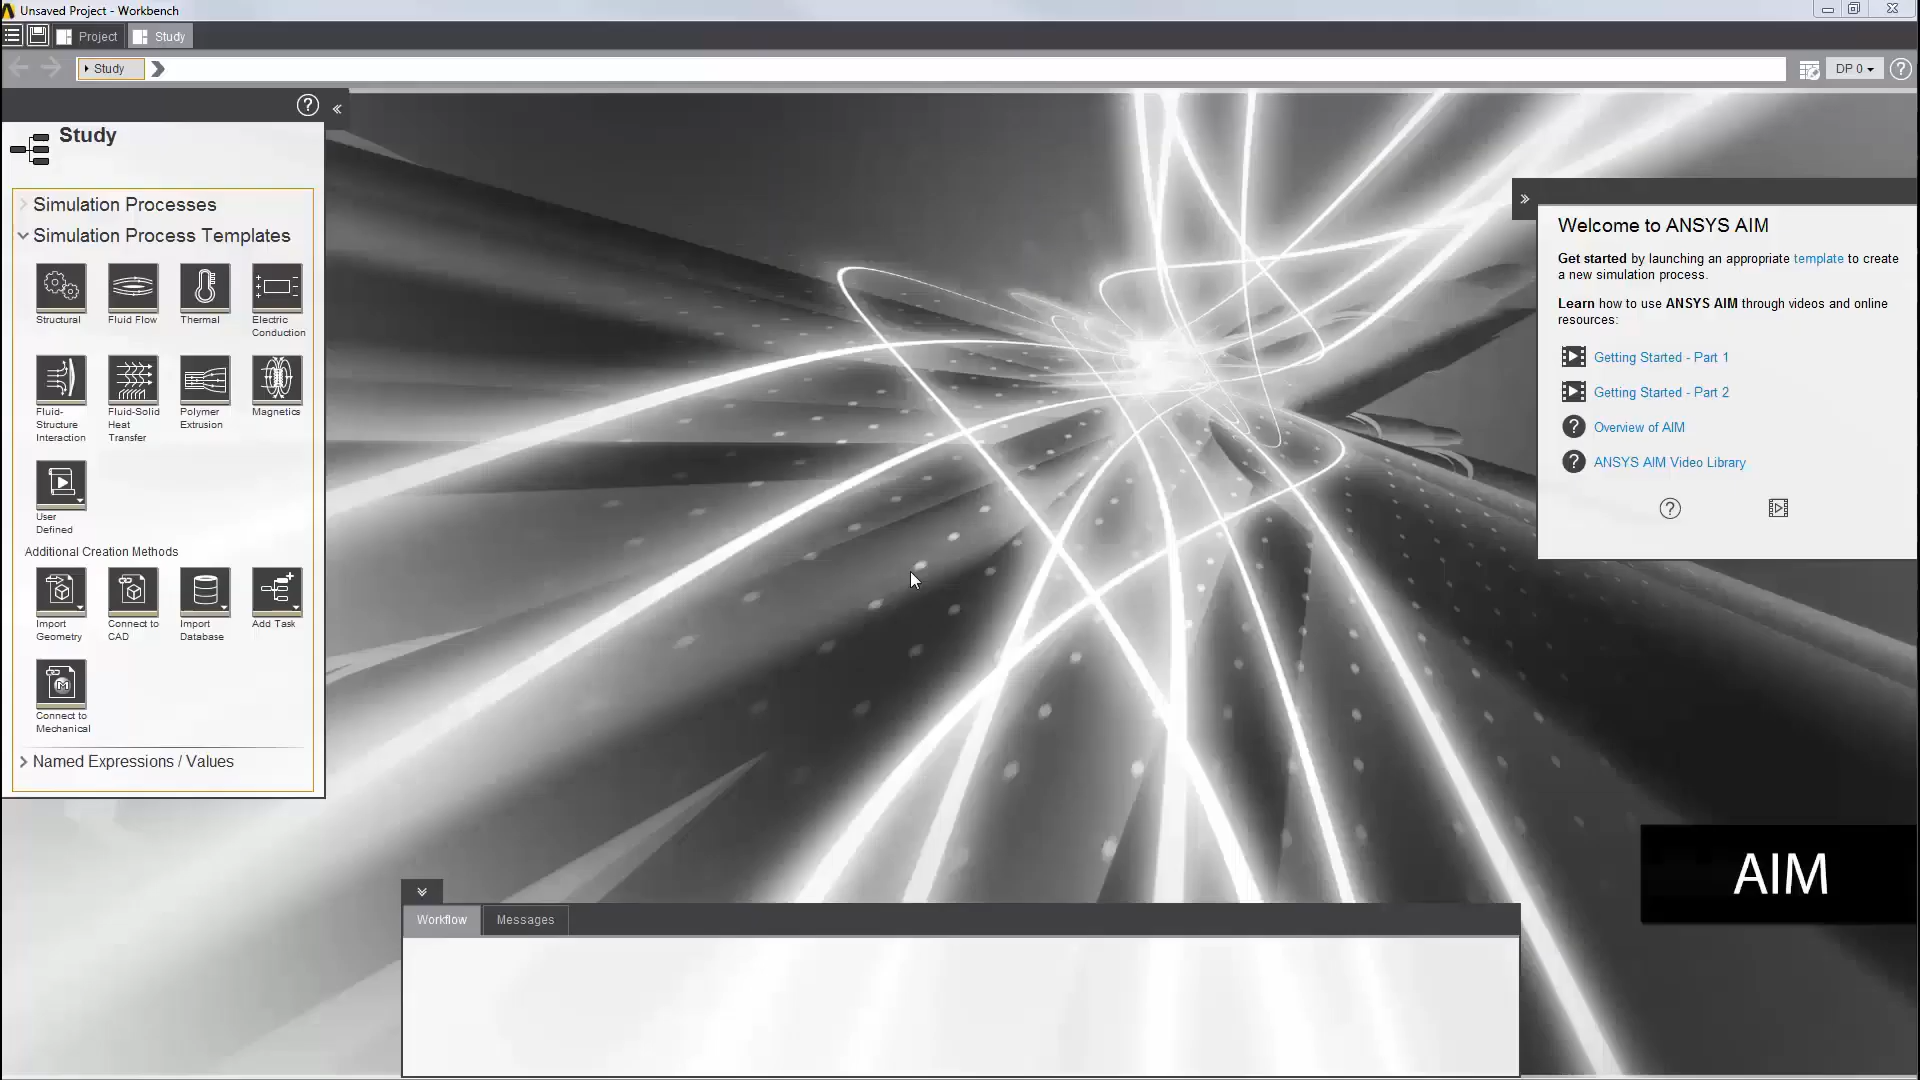 Unsaved Project - Workbench
Project
Study
Study
DP 0
Study
Simulation Processes
Simulation Process Templates
Structural
Fluid Flow
Thermal
Electric
Conduction
Fluid-
Structure
Interaction
Fluid-Solid
Heat
Transfer
Polymer
Extrusion
Magnetics
User
Defined
Additional Creation Methods
Import
Geometry
Connect to
CAD
Import
Database
Add Task
M
Connect to
Mechanical
Named Expressions / Values
Welcome to ANSYS AIM
Get started by launching an appropriate template to create
a new simulation process.
Learn how to use ANSYS AIM through videos and online
resources:
Getting Started - Part 1
Getting Started - Part 2
Overview of AIM
ANSYS AIM Video Library
AIM
Workflow
Messages